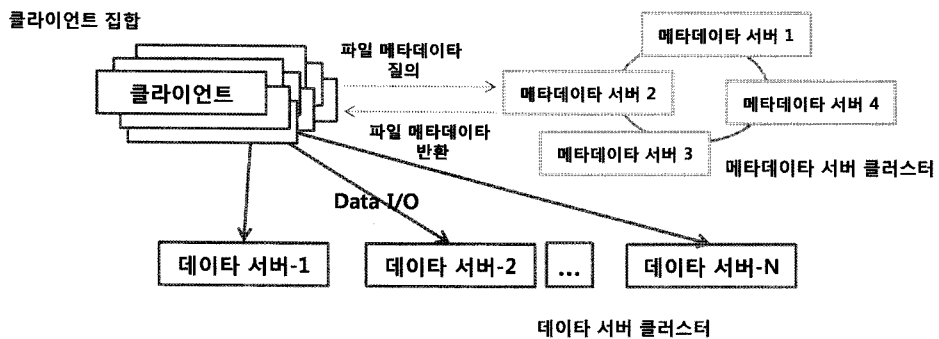 클라이언트 집합
메타데이타 서버 1
파일 메타데이타
질의
클라이언트
메타데이타 서버 2
메타데이타 서버 4
파일 메타데이타
반환
메타데이타 서버 3
메타데이타 서버 클러스터
Data I/O
데이타 서버-1
데이타 서버-2
...
데이타 서버-N
데이타 서버 클러스터